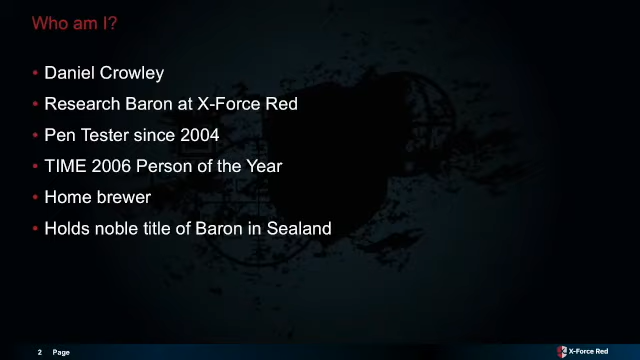 Who am I?
• Daniel Crowley
• Research Baron at X-Force Red
• Pen Tester since 2004
• TIME 2006 Person of the Year
• Home brewer
• Holds noble title of Baron in Sealand
2 Page
X-Force Red